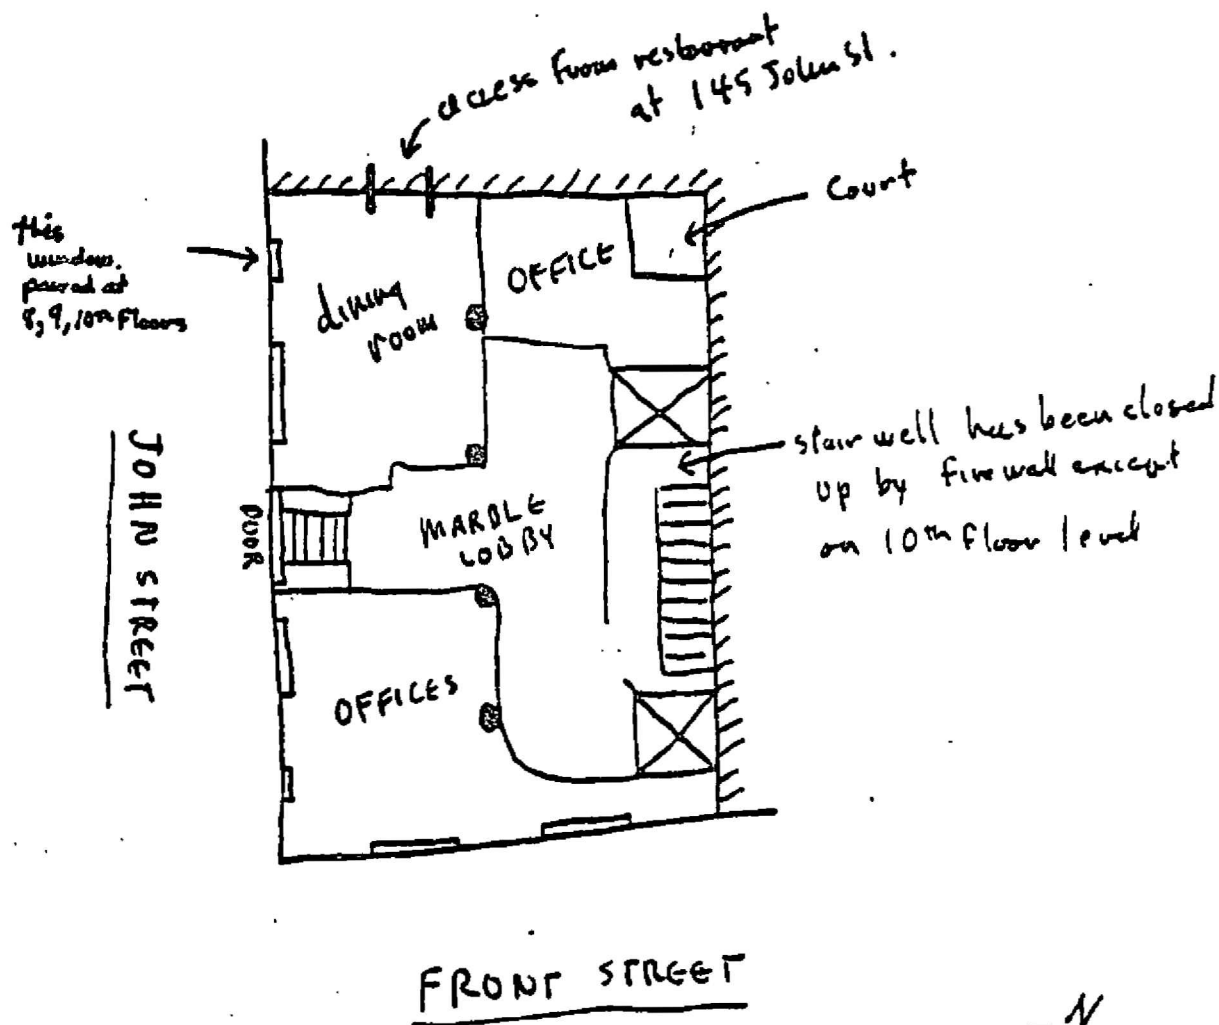 access from restaurant
at 145 John St.
Court
this
window
paired at
8, 9, 10th Floors
OFFICE
dining
room
stair well has been closed
up by fire wall except
on 10th floor level
JOHN STREET
DOOR
MARBLE
LOBBY
OFFICES
FRONT STREET
N